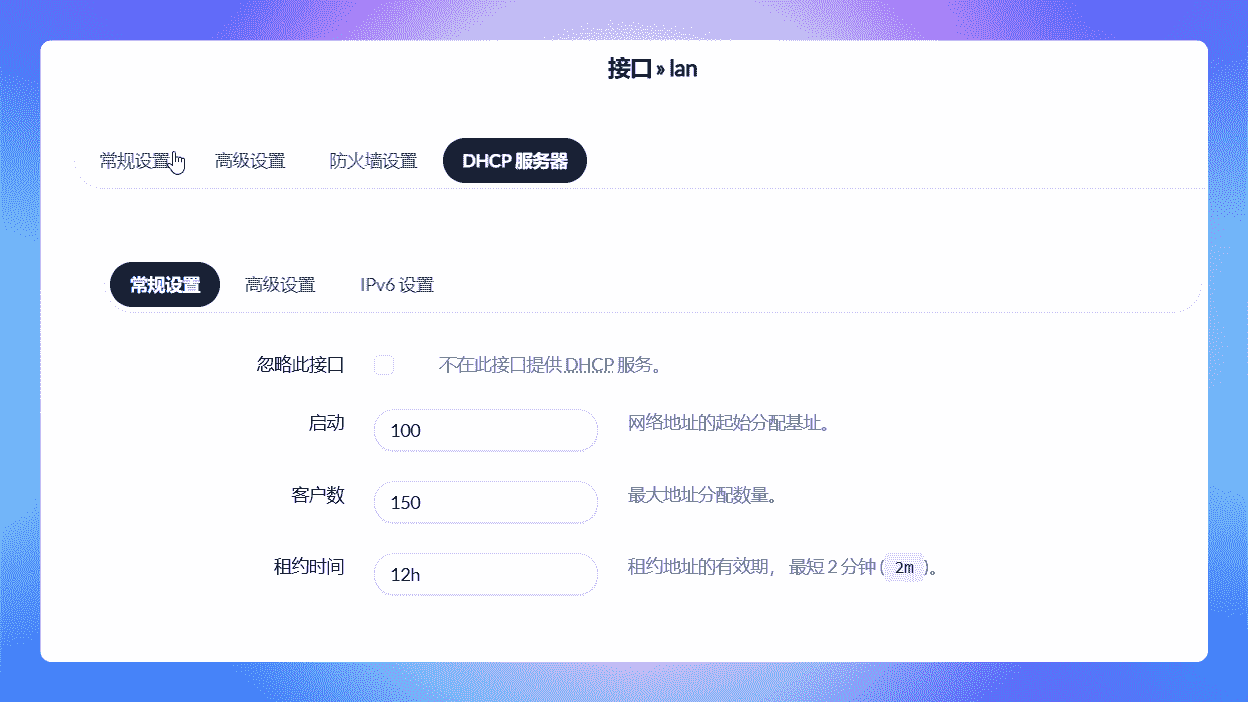 接口 » lan
常规设置 高级设置 防火墙设置 DHCP 服务器
常规设置 高级设置 IPv6 设置
忽略此接口 不在此接口提供 DHCP 服务。
启动 100 网络地址的起始分配基址。
客户数 150 最大地址分配数量。
租约时间 12h 租约地址的有效期， 最短 2 分钟 ( 2m )。